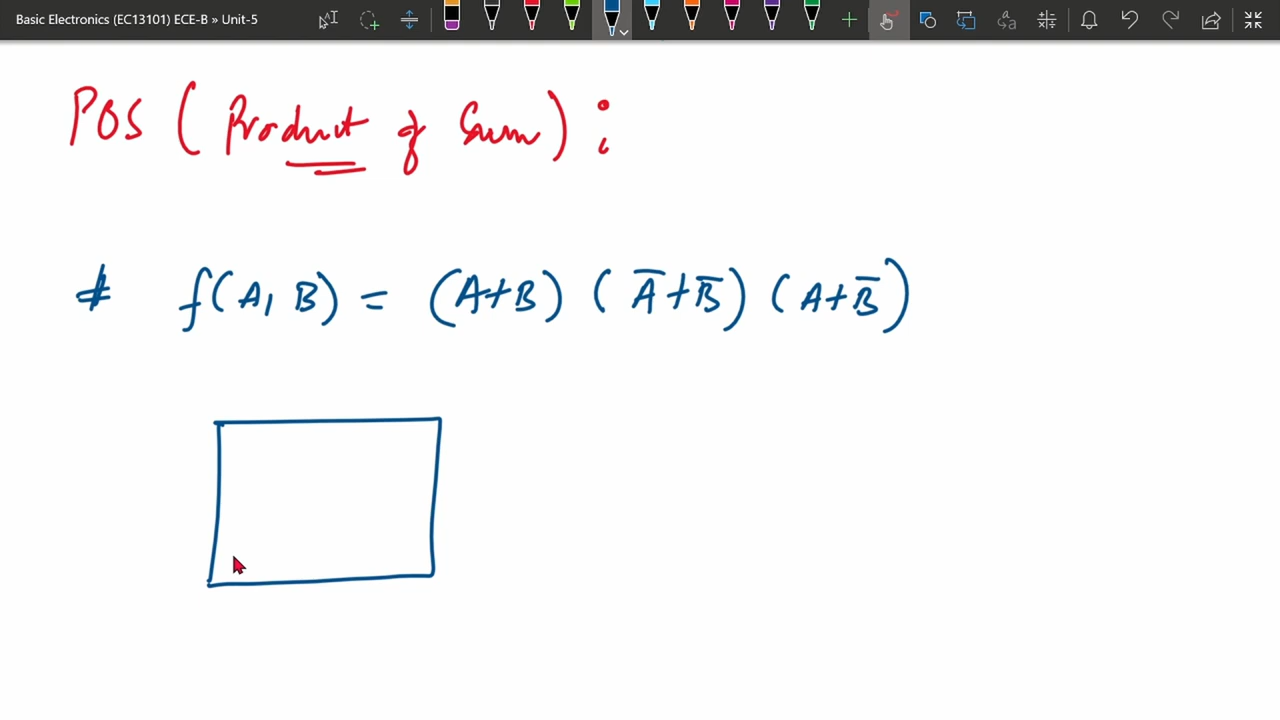 Basic Electronics (EC13101) ECE-B » Unit-5
POS ( Product of Sum ) :
# f(A, B) = (A+B) ( A̅+B̅ ) ( A+B̅ )